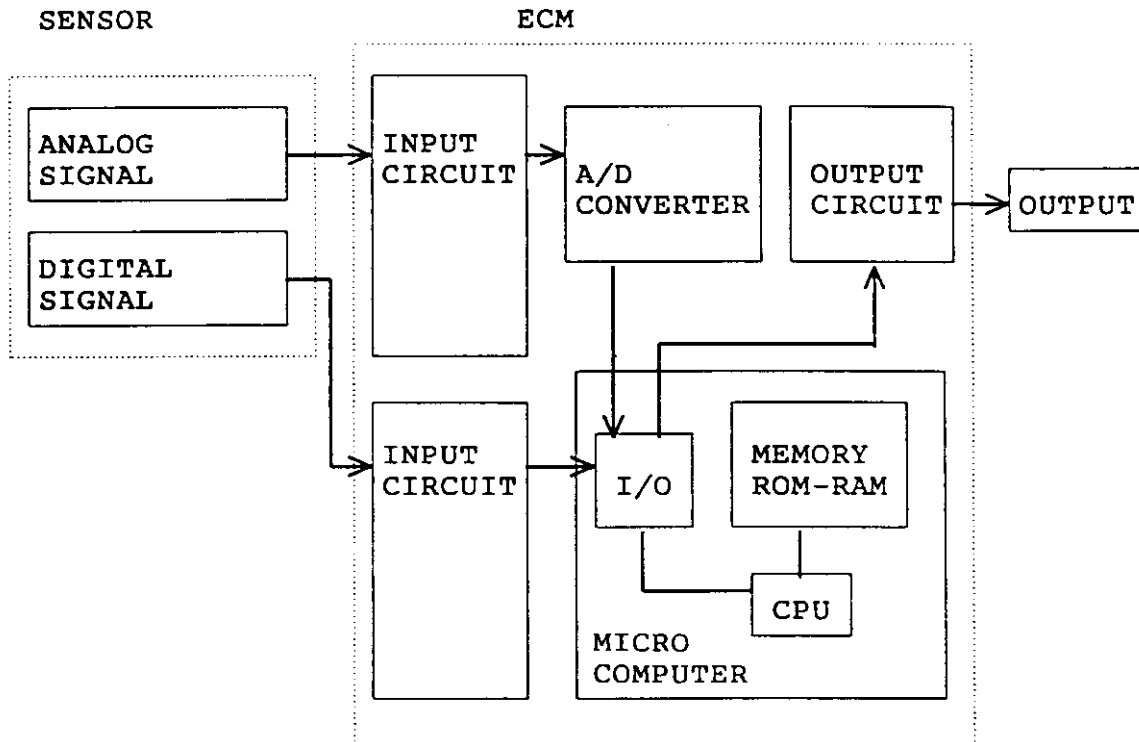 SENSOR
ECM
ANALOG
SIGNAL
DIGITAL
SIGNAL
INPUT
CIRCUIT
A/D
CONVERTER
OUTPUT
CIRCUIT
OUTPUT
INPUT
CIRCUIT
I/O
MEMORY
ROM-RAM
CPU
MICRO
COMPUTER